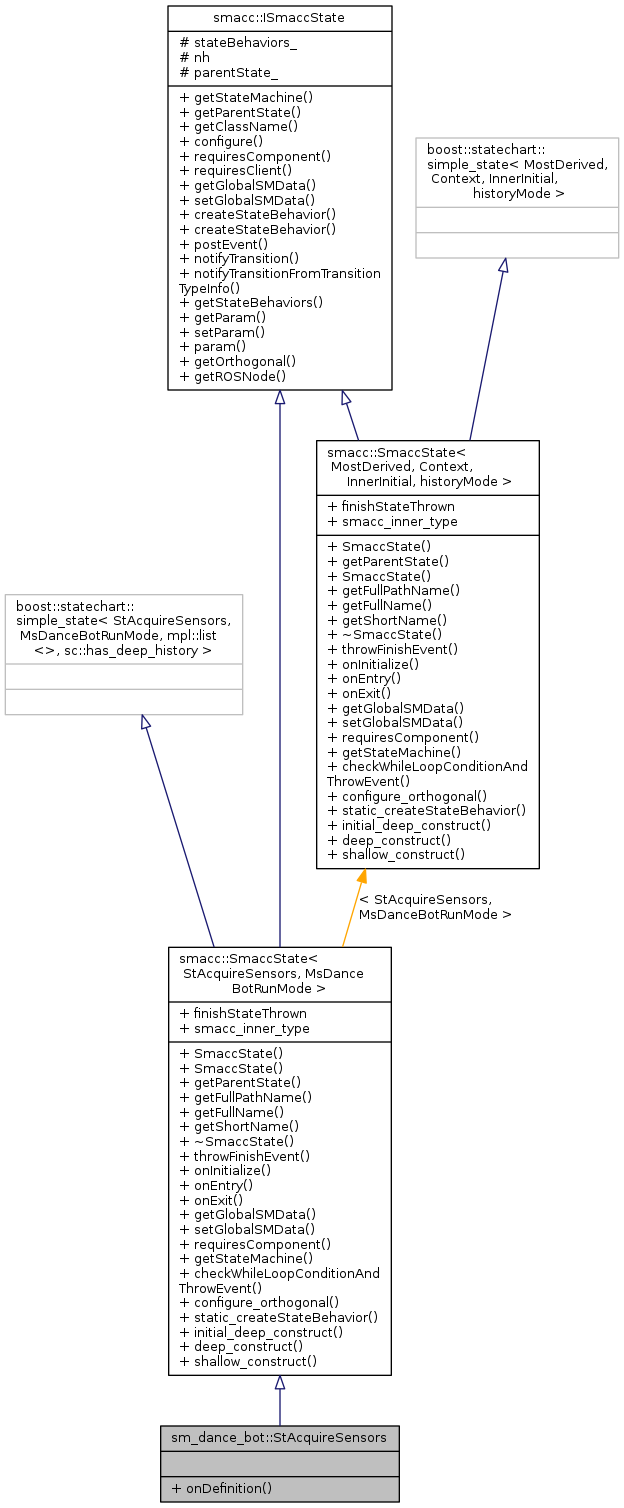 smacc::ISmaccState
# stateBehaviors_
# nh
# parentState_
+ getStateMachine()
+ getParentState()
+ getClassName()
+ configure()
+ requiresComponent()
+ requiresClient()
+ getGlobalSMData()
+ setGlobalSMData()
+ createStateBehavior()
+ createStateBehavior()
+ postEvent()
+ notifyTransition()
+ notifyTransitionFromTransition
TypeInfo()
+ getStateBehaviors()
+ getParam()
+ setParam()
+ param()
+ getOrthogonal()
+ getROSNode()
boost::statechart::
simple_state< MostDerived,
Context, InnerInitial,
historyMode >
smacc::SmaccState<
MostDerived, Context,
InnerInitial, historyMode >
+ finishStateThrown
+ smacc_inner_type
+ SmaccState()
+ getParentState()
+ SmaccState()
+ getFullPathName()
+ getFullName()
+ getShortName()
+ ~SmaccState()
+ throwFinishEvent()
+ onInitialize()
+ onEntry()
+ onExit()
+ getGlobalSMData()
+ setGlobalSMData()
+ requiresComponent()
+ getStateMachine()
+ checkWhileLoopConditionAnd
ThrowEvent()
+ configure_orthogonal()
+ static_createStateBehavior()
+ initial_deep_construct()
+ deep_construct()
+ shallow_construct()
boost::statechart::
simple_state< StAcquireSensors,
MsDanceBotRunMode, mpl::list
<>, sc::has_deep_history >
< StAcquireSensors,
MsDanceBotRunMode >
smacc::SmaccState<
StAcquireSensors, MsDance
BotRunMode >
+ finishStateThrown
+ smacc_inner_type
+ SmaccState()
+ SmaccState()
+ getParentState()
+ getFullPathName()
+ getFullName()
+ getShortName()
+ ~SmaccState()
+ throwFinishEvent()
+ onInitialize()
+ onEntry()
+ onExit()
+ getGlobalSMData()
+ setGlobalSMData()
+ requiresComponent()
+ getStateMachine()
+ checkWhileLoopConditionAnd
ThrowEvent()
+ configure_orthogonal()
+ static_createStateBehavior()
+ initial_deep_construct()
+ deep_construct()
+ shallow_construct()
sm_dance_bot::StAcquireSensors
+ onDefinition()